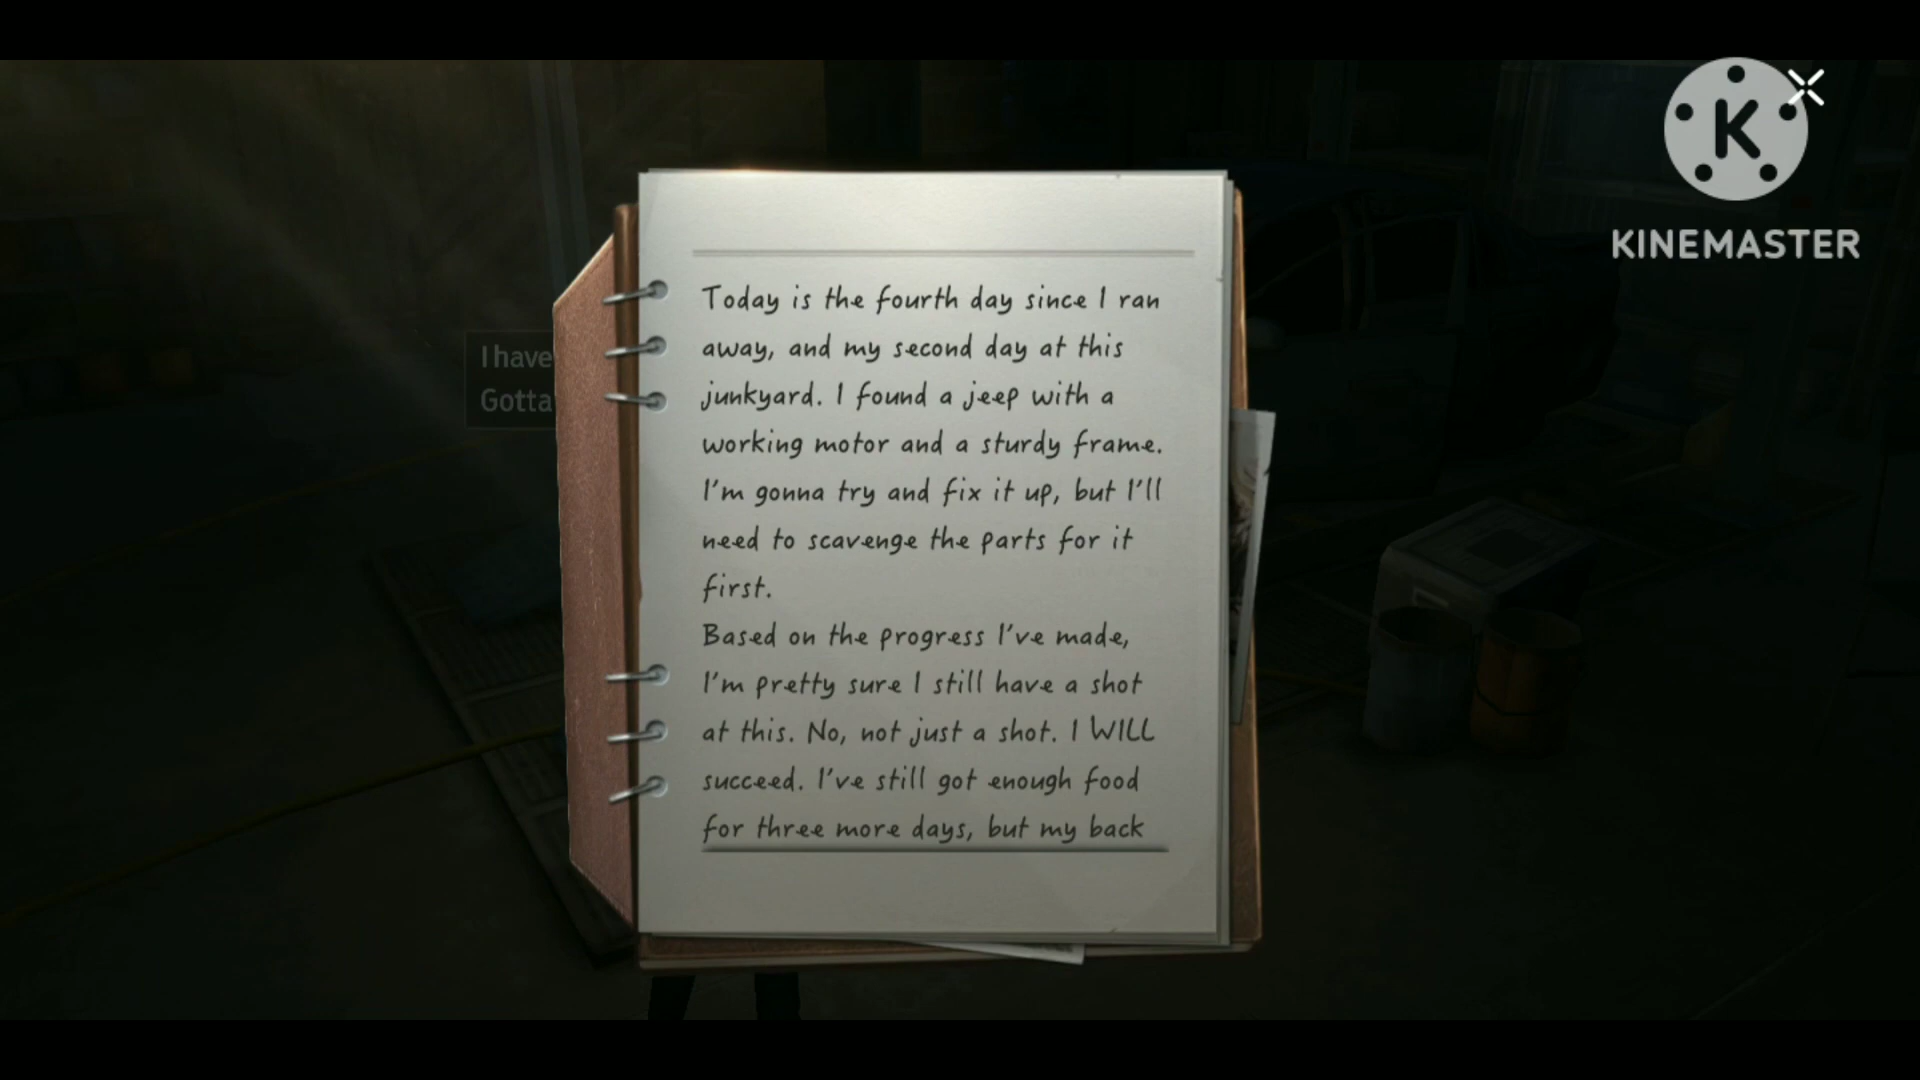 K
KINEMASTER
I have
Gotta
Today is the fourth day since I ran
away, and my second day at this
junkyard. I found a jeep with a
working motor and a sturdy frame.
I'm gonna try and fix it up, but I'll
need to scavenge the parts for it
first.
Based on the progress I've made,
I'm pretty sure I still have a shot
at this. No, not just a shot. I WILL
succeed. I've still got enough food
for three more days, but my back